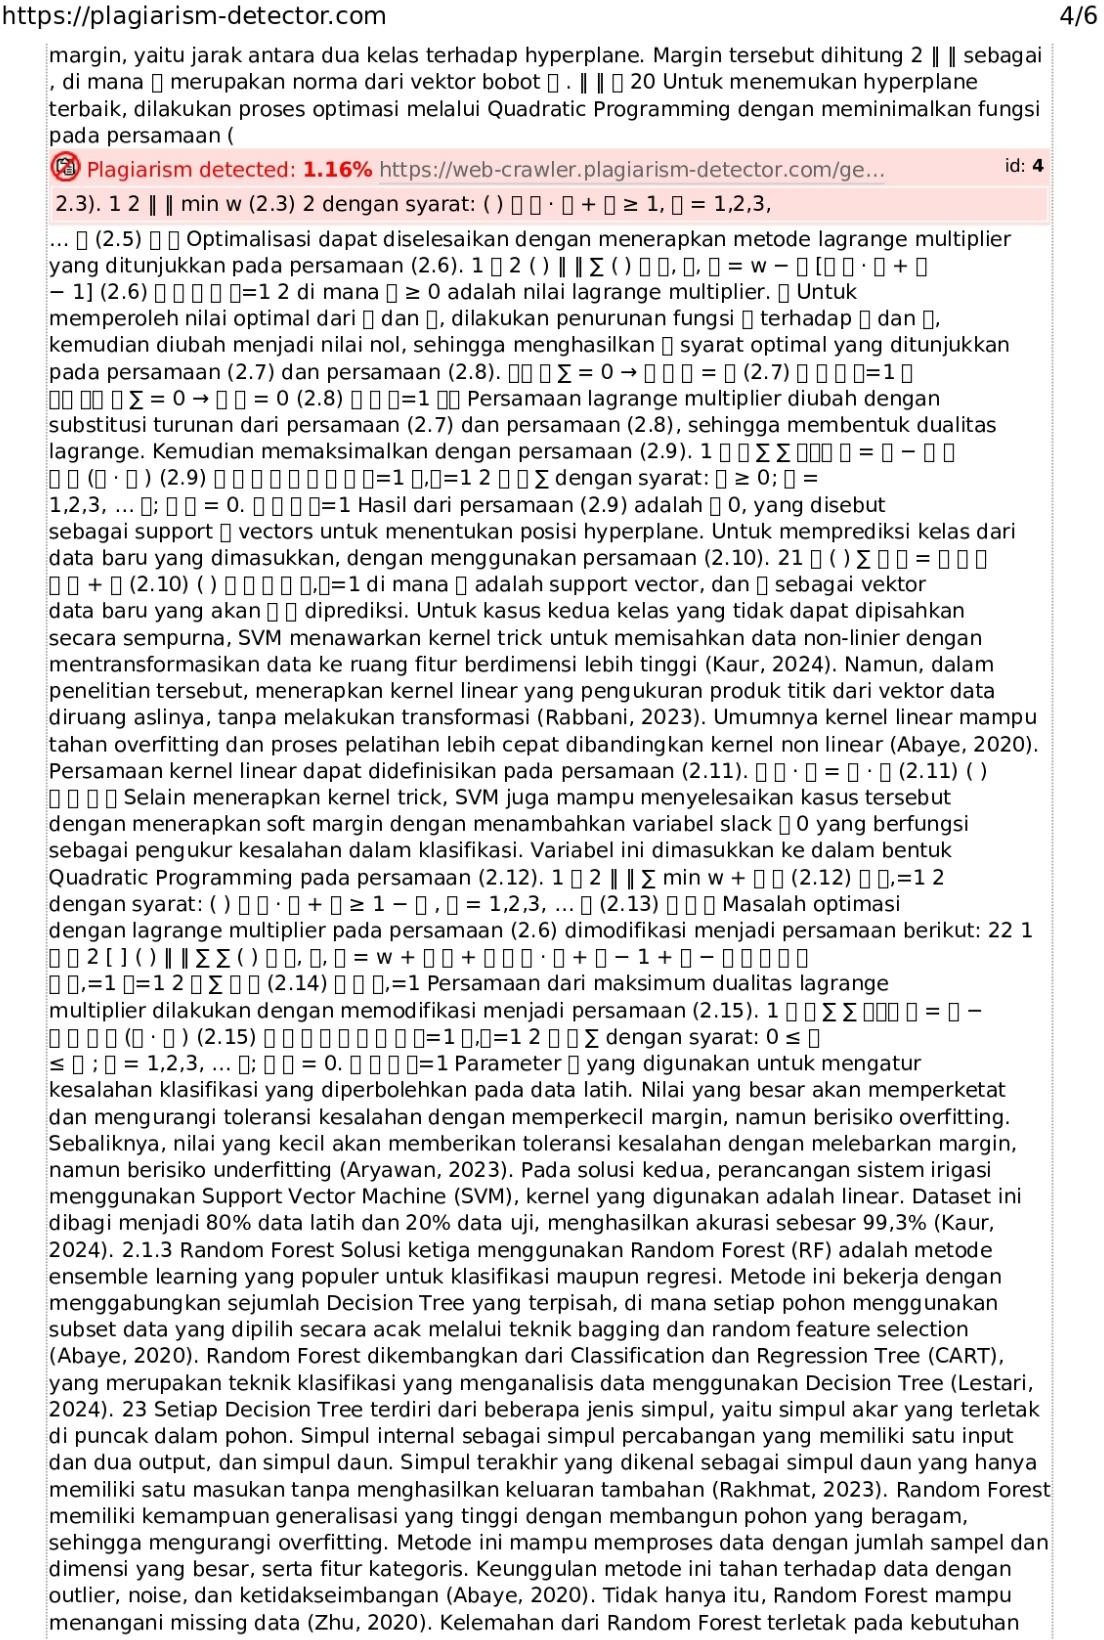 https://plagiarism-detector.com 4/6
margin, yaitu jarak antara dua kelas terhadap hyperplane. Margin tersebut dihitung 2 ‖ ‖ sebagai
, di mana ▯ merupakan norma dari vektor bobot ▯ . ‖ ‖ ▯ 20 Untuk menemukan hyperplane
terbaik, dilakukan proses optimasi melalui Quadratic Programming dengan meminimalkan fungsi
pada persamaan (
Plagiarism detected: 1.16% https://web-crawler.plagiarism-detector.com/ge... id: 4
2.3). 1 2 ‖ ‖ min w (2.3) 2 dengan syarat: ( ) ▯ ▯ · ▯ + ▯ ≥ 1, ▯ = 1,2,3,
... ▯ (2.5) ▯ ▯ Optimalisasi dapat diselesaikan dengan menerapkan metode lagrange multiplier
yang ditunjukkan pada persamaan (2.6). 1 ▯ 2 ( ) ‖ ‖ ∑ ( ) ▯ ▯, ▯, ▯ = w − ▯ [▯ ▯ · ▯ + ▯
− 1] (2.6) ▯ ▯ ▯ ▯ ▯=1 2 di mana ▯ ≥ 0 adalah nilai lagrange multiplier. ▯ Untuk
memperoleh nilai optimal dari ▯ dan ▯, dilakukan penurunan fungsi ▯ terhadap ▯ dan ▯,
kemudian diubah menjadi nilai nol, sehingga menghasilkan ▯ syarat optimal yang ditunjukkan
pada persamaan (2.7) dan persamaan (2.8). ▯▯ ▯ ∑ = 0 → ▯ ▯ ▯ = ▯ (2.7) ▯ ▯ ▯ ▯=1 ▯
▯▯ ▯▯ ▯ ∑ = 0 → ▯ ▯ = 0 (2.8) ▯ ▯ ▯=1 ▯▯ Persamaan lagrange multiplier diubah dengan
substitusi turunan dari persamaan (2.7) dan persamaan (2.8), sehingga membentuk dualitas
lagrange. Kemudian memaksimalkan dengan persamaan (2.9). 1 ▯ ▯ ∑ ∑ ▯▯▯ ▯ = ▯ − ▯ ▯
▯ ▯ (▯ · ▯ ) (2.9) ▯ ▯ ▯ ▯ ▯ ▯ ▯ ▯ ▯=1 ▯,▯=1 2 ▯ ▯ ∑ dengan syarat: ▯ ≥ 0; ▯ =
1,2,3, ... ▯; ▯ ▯ = 0. ▯ ▯ ▯ ▯=1 Hasil dari persamaan (2.9) adalah ▯ 0, yang disebut
sebagai support ▯ vectors untuk menentukan posisi hyperplane. Untuk memprediksi kelas dari
data baru yang dimasukkan, dengan menggunakan persamaan (2.10). 21 ▯ ( ) ∑ ▯ ▯ = ▯ ▯ ▯
▯ ▯ + ▯ (2.10) ( ) ▯ ▯ ▯ ▯ ▯,▯=1 di mana ▯ adalah support vector, dan ▯ sebagai vektor
data baru yang akan ▯ ▯ diprediksi. Untuk kasus kedua kelas yang tidak dapat dipisahkan
secara sempurna, SVM menawarkan kernel trick untuk memisahkan data non-linier dengan
mentransformasikan data ke ruang fitur berdimensi lebih tinggi (Kaur, 2024). Namun, dalam
penelitian tersebut, menerapkan kernel linear yang pengukuran produk titik dari vektor data
diruang aslinya, tanpa melakukan transformasi (Rabbani, 2023). Umumnya kernel linear mampu
tahan overfitting dan proses pelatihan lebih cepat dibandingkan kernel non linear (Abaye, 2020).
Persamaan kernel linear dapat didefinisikan pada persamaan (2.11). ▯ ▯ · ▯ = ▯ · ▯ (2.11) ( )
▯ ▯ ▯ ▯ Selain menerapkan kernel trick, SVM juga mampu menyelesaikan kasus tersebut
dengan menerapkan soft margin dengan menambahkan variabel slack ▯ 0 yang berfungsi
sebagai pengukur kesalahan dalam klasifikasi. Variabel ini dimasukkan ke dalam bentuk
Quadratic Programming pada persamaan (2.12). 1 ▯ 2 ‖ ‖ ∑ min w + ▯ ▯ (2.12) ▯ ▯,=1 2
dengan syarat: ( ) ▯ ▯ · ▯ + ▯ ≥ 1 − ▯ , ▯ = 1,2,3, ... ▯ (2.13) ▯ ▯ ▯ Masalah optimasi
dengan lagrange multiplier pada persamaan (2.6) dimodifikasi menjadi persamaan berikut: 22 1
▯ ▯ 2 [ ] ( ) ‖ ‖ ∑ ∑ ( ) ▯ ▯, ▯, ▯ = w + ▯ ▯ + ▯ ▯ ▯ · ▯ + ▯ − 1 + ▯ − ▯ ▯ ▯ ▯ ▯
▯ ▯,=1 ▯=1 2 ▯ ∑ ▯ ▯ (2.14) ▯ ▯ ▯,=1 Persamaan dari maksimum dualitas lagrange
multiplier dilakukan dengan memodifikasi menjadi persamaan (2.15). 1 ▯ ▯ ∑ ∑ ▯▯▯ ▯ = ▯ −
▯ ▯ ▯ ▯ (▯ · ▯ ) (2.15) ▯ ▯ ▯ ▯ ▯ ▯ ▯ ▯ ▯=1 ▯,▯=1 2 ▯ ▯ ∑ dengan syarat: 0 ≤ ▯
≤ ▯ ; ▯ = 1,2,3, ... ▯; ▯ ▯ = 0. ▯ ▯ ▯ ▯=1 Parameter ▯ yang digunakan untuk mengatur
kesalahan klasifikasi yang diperbolehkan pada data latih. Nilai yang besar akan memperketat
dan mengurangi toleransi kesalahan dengan memperkecil margin, namun berisiko overfitting.
Sebaliknya, nilai yang kecil akan memberikan toleransi kesalahan dengan melebarkan margin,
namun berisiko underfitting (Aryawan, 2023). Pada solusi kedua, perancangan sistem irigasi
menggunakan Support Vector Machine (SVM), kernel yang digunakan adalah linear. Dataset ini
dibagi menjadi 80% data latih dan 20% data uji, menghasilkan akurasi sebesar 99,3% (Kaur,
2024). 2.1.3 Random Forest Solusi ketiga menggunakan Random Forest (RF) adalah metode
ensemble learning yang populer untuk klasifikasi maupun regresi. Metode ini bekerja dengan
menggabungkan sejumlah Decision Tree yang terpisah, di mana setiap pohon menggunakan
subset data yang dipilih secara acak melalui teknik bagging dan random feature selection
(Abaye, 2020). Random Forest dikembangkan dari Classification dan Regression Tree (CART),
yang merupakan teknik klasifikasi yang menganalisis data menggunakan Decision Tree (Lestari,
2024). 23 Setiap Decision Tree terdiri dari beberapa jenis simpul, yaitu simpul akar yang terletak
di puncak dalam pohon. Simpul internal sebagai simpul percabangan yang memiliki satu input
dan dua output, dan simpul daun. Simpul terakhir yang dikenal sebagai simpul daun yang hanya
memiliki satu masukan tanpa menghasilkan keluaran tambahan (Rakhmat, 2023). Random Forest
memiliki kemampuan generalisasi yang tinggi dengan membangun pohon yang beragam,
sehingga mengurangi overfitting. Metode ini mampu memproses data dengan jumlah sampel dan
dimensi yang besar, serta fitur kategoris. Keunggulan metode ini tahan terhadap data dengan
outlier, noise, dan ketidakseimbangan (Abaye, 2020). Tidak hanya itu, Random Forest mampu
menangani missing data (Zhu, 2020). Kelemahan dari Random Forest terletak pada kebutuhan